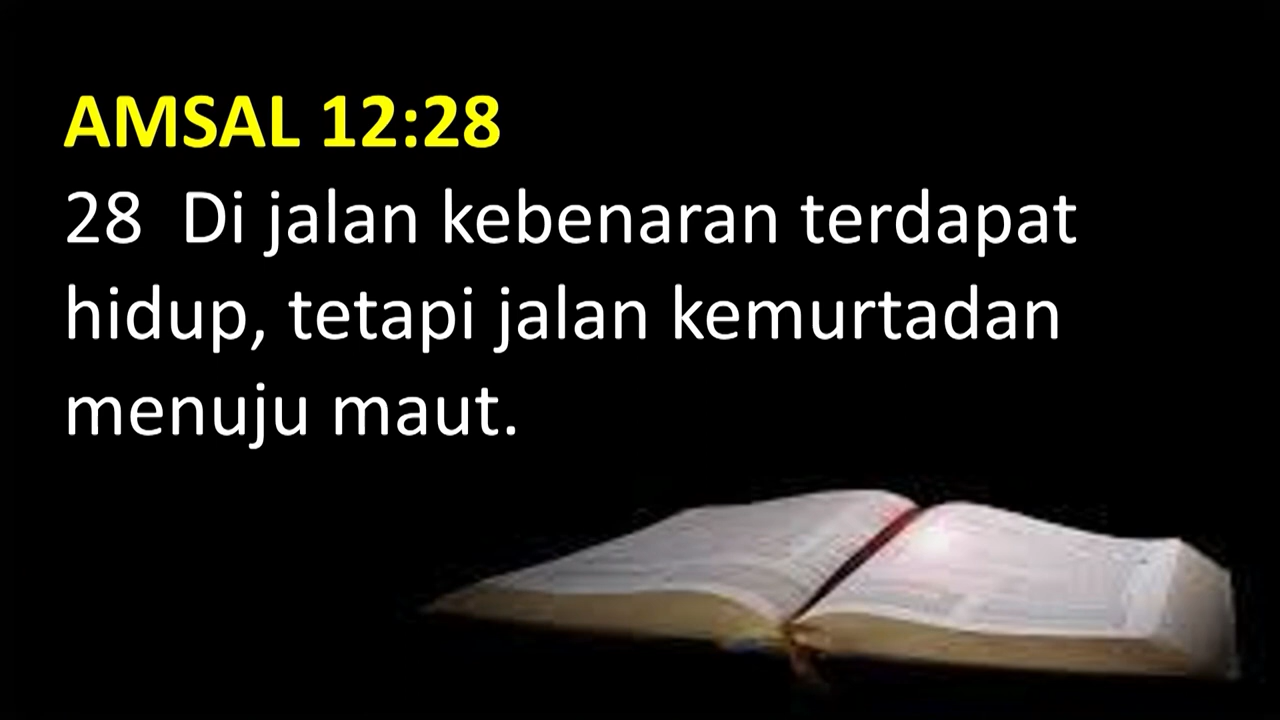 AMSAL 12:28
28  Di jalan kebenaran terdapat
hidup, tetapi jalan kemurtadan
menuju maut.